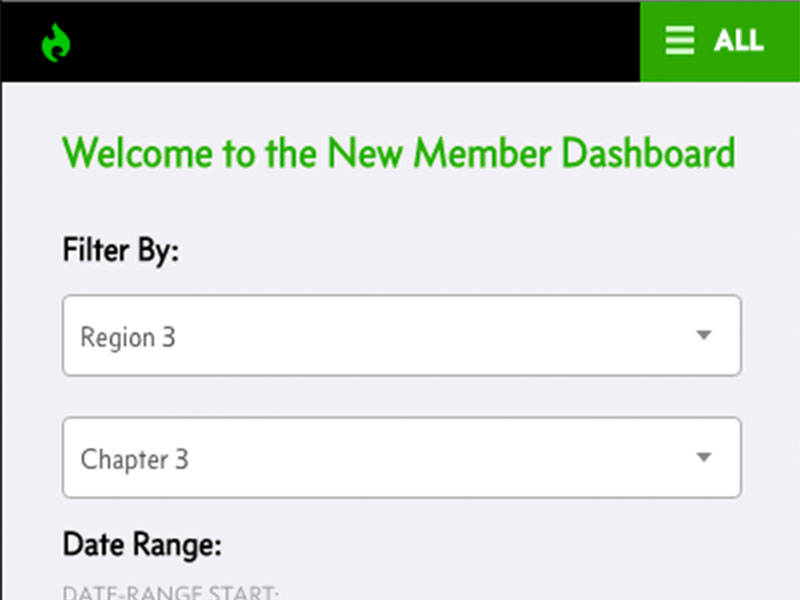 ALL
Welcome to the New Member Dashboard
Filter By:
Region 3
Chapter 3
Date Range:
DATE-RANGE START: